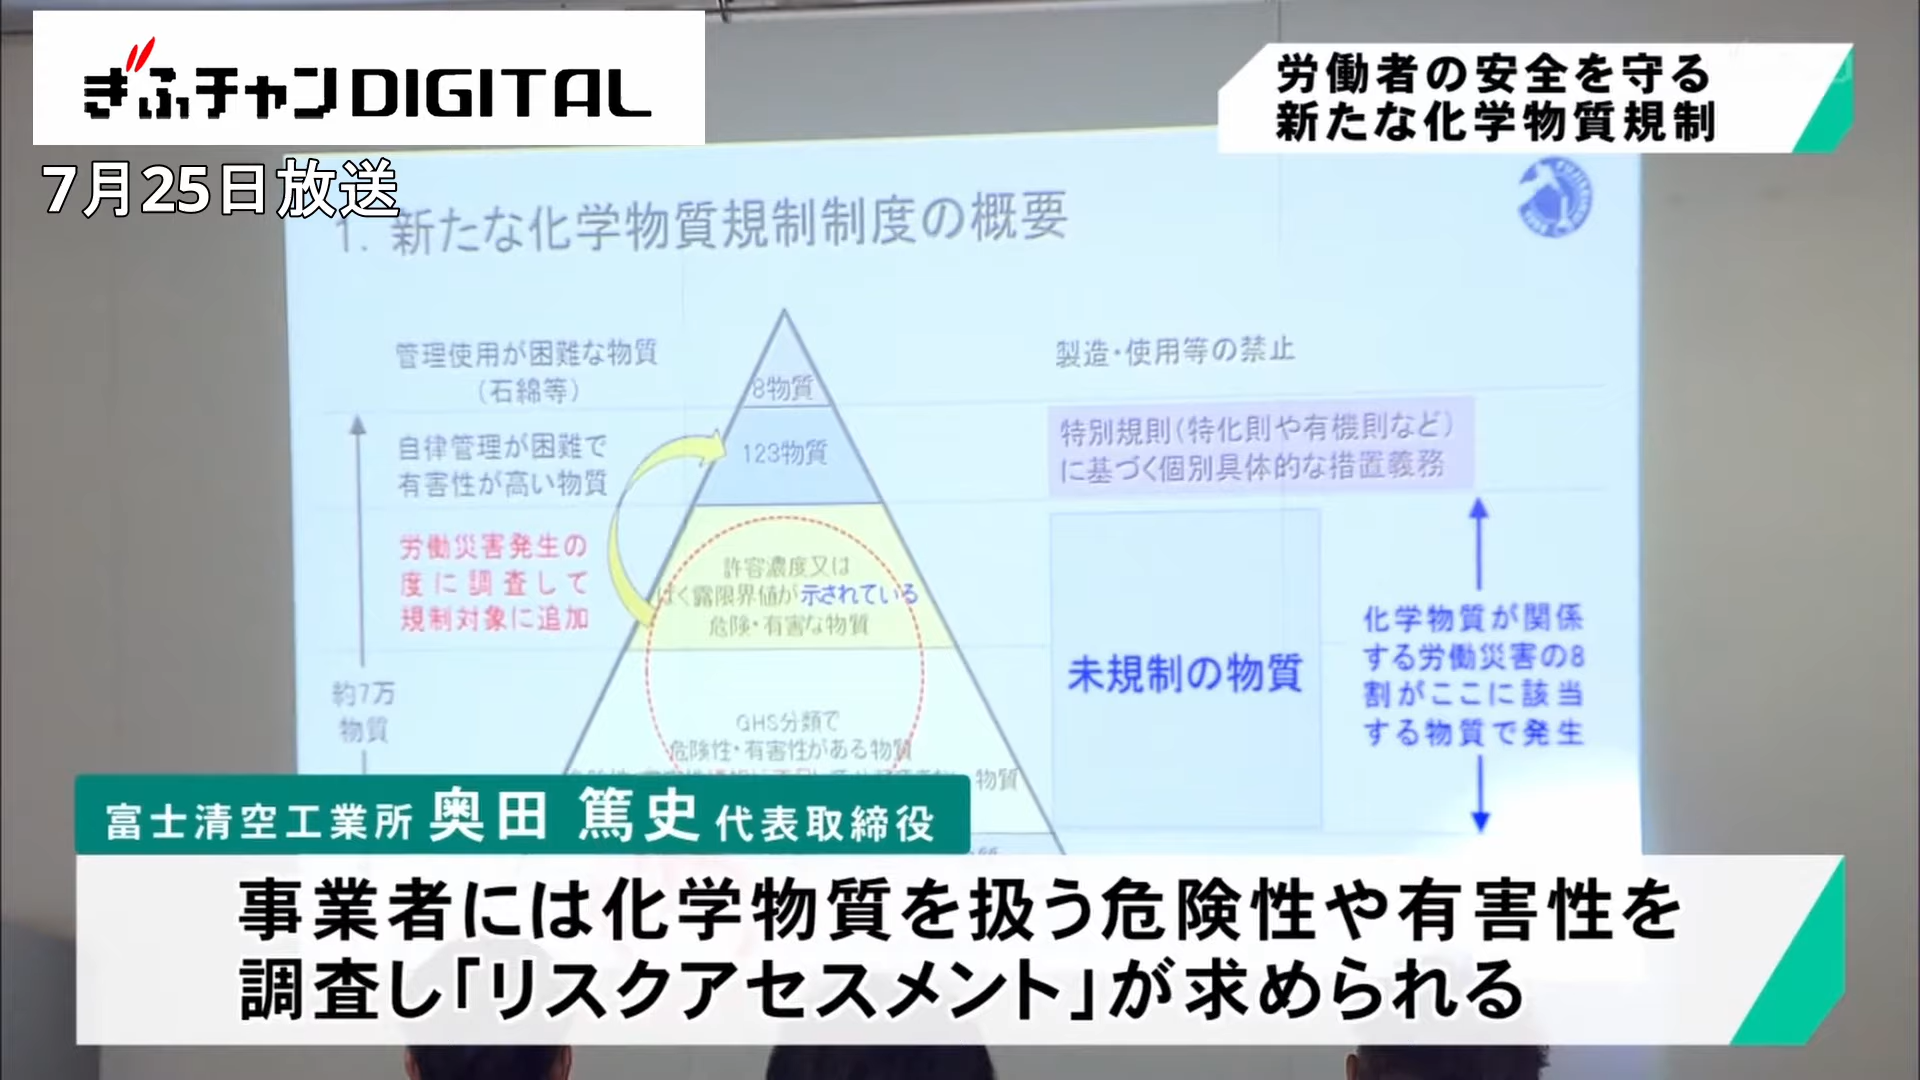 ぎふチャンDIGITAL
7月25日放送
労働者の安全を守る
新たな化学物質規制
1. 新たな化学物質規制制度の概要
管理使用が困難な物質
(石綿等)
8物質
製造・使用等の禁止
自律管理が困難で
有害性が高い物質
123物質
特別規則(特化則や有機則など)
に基づく個別具体的な措置義務
労働災害発生の
度に調査して
規制対象に追加
許容濃度又は
ばく露限界値が示されている
危険・有害な物質
約7万
物質
GHS分類で
危険性・有害性がある物質
物質
未規制の物質
化学物質が関係
する労働災害の8
割がここに該当
する物質で発生
富士清空工業所 奥田 篤史 代表取締役
事業者には化学物質を扱う危険性や有害性を
調査し「リスクアセスメント」が求められる